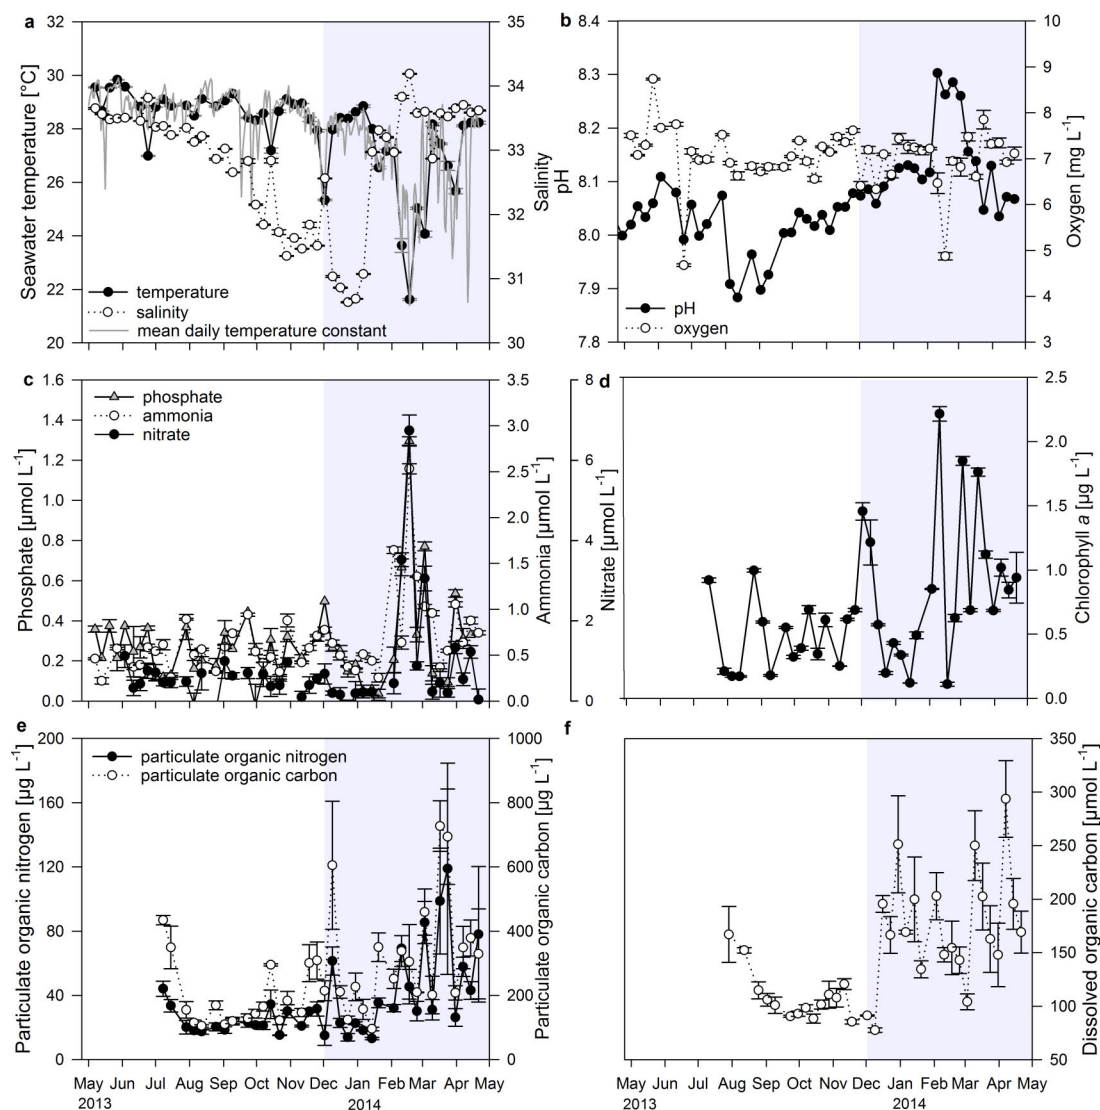 a
32
30
28
26
24
22
20
Seawater temperature [°C]
temperature
salinity
mean daily temperature constant
35
34
33
32
31
30
Salinity
b
8.4
8.3
8.2
8.1
8.0
7.9
7.8
pH
pH
oxygen
10
9
8
7
6
5
4
3
Oxygen [mg L⁻¹]
c
1.6
1.4
1.2
1.0
0.8
0.6
0.4
0.2
0.0
Phosphate [µmol L⁻¹]
phosphate
ammonia
nitrate
3.5
3.0
2.5
2.0
1.5
1.0
0.5
0.0
Ammonia [µmol L⁻¹]
8
6
4
2
0
Nitrate [µmol L⁻¹]
d
2.5
2.0
1.5
1.0
0.5
0.0
Chlorophyll a [µg L⁻¹]
e
200
160
120
80
40
0
Particulate organic nitrogen [µg L⁻¹]
particulate organic nitrogen
particulate organic carbon
1000
800
600
400
200
0
Particulate organic carbon [µg L⁻¹]
May Jun Jul Aug Sep Oct Nov Dec Jan Feb Mar Apr May
2013 2014
f
350
300
250
200
150
100
50
Dissolved organic carbon [µmol L⁻¹]
May Jun Jul Aug Sep Oct Nov Dec Jan Feb Mar Apr May
2013 2014